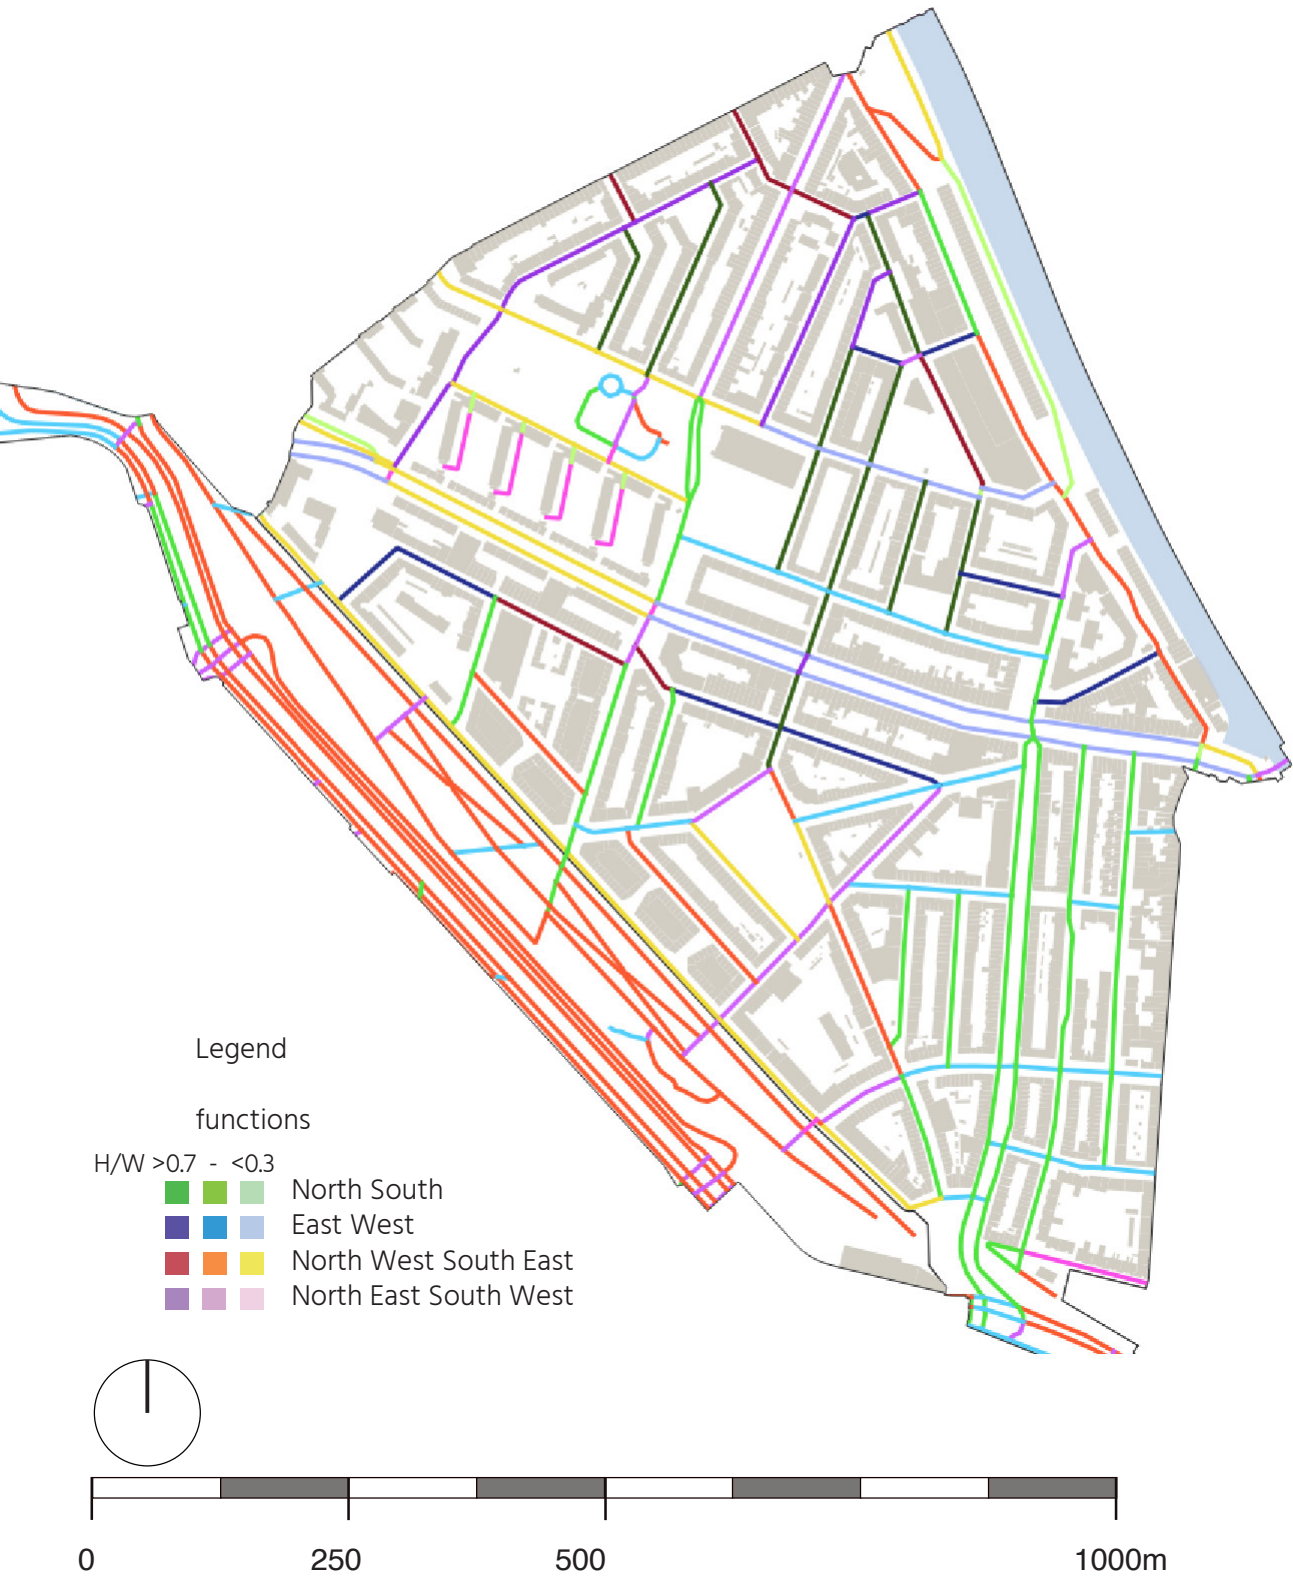 Legend
functions
H/W >0.7 - <0.3
North South
East West
North West South East
North East South West
0 250 500 1000m